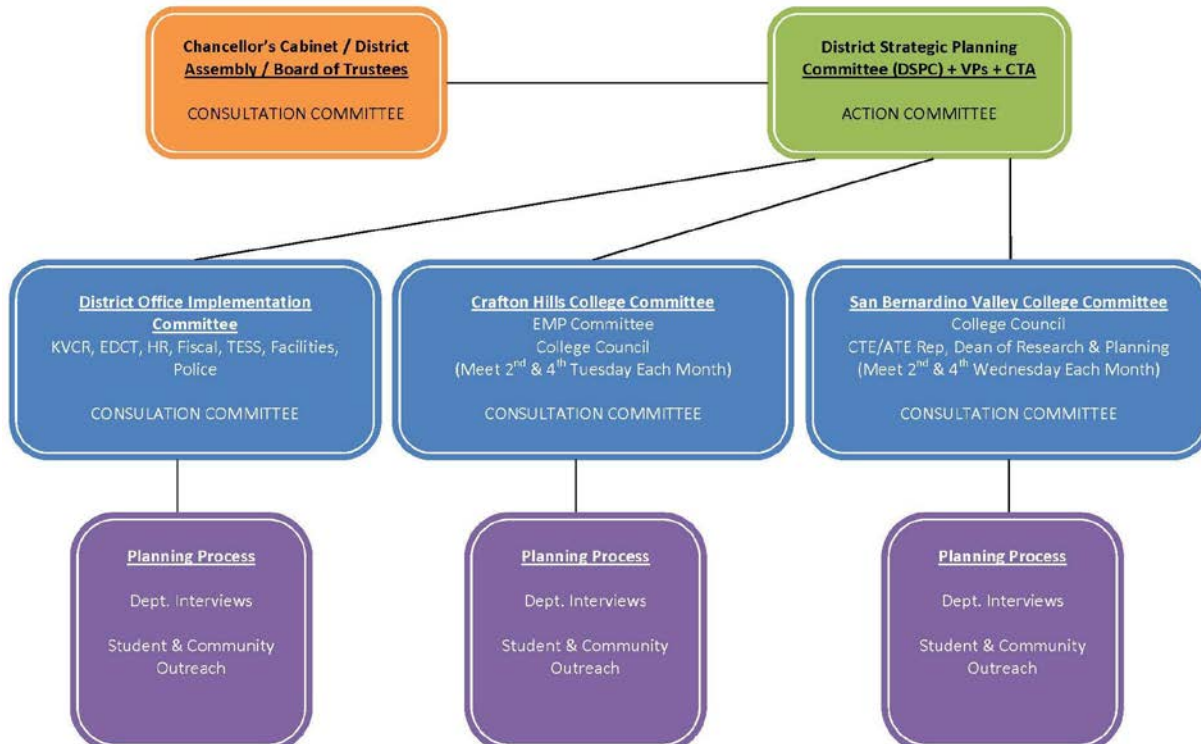 Chancellor's Cabinet / District
Assembly / Board of Trustees
CONSULTATION COMMITTEE
District Strategic Planning
Committee (DSPC) + VPs + CTA
ACTION COMMITTEE
District Office Implementation
Committee
KVCR, EDCT, HR, Fiscal, TESS, Facilities,
Police
CONSULATION COMMITTEE
Crafton Hills College Committee
EMP Committee
College Council
(Meet 2nd & 4th Tuesday Each Month)
CONSULTATION COMMITTEE
San Bernardino Valley College Committee
College Council
CTE/ATE Rep, Dean of Research & Planning
(Meet 2nd & 4th Wednesday Each Month)
CONSULTATION COMMITTEE
Planning Process
Dept. Interviews
Student & Community
Outreach
Planning Process
Dept. Interviews
Student & Community
Outreach
Planning Process
Dept. Interviews
Student & Community
Outreach